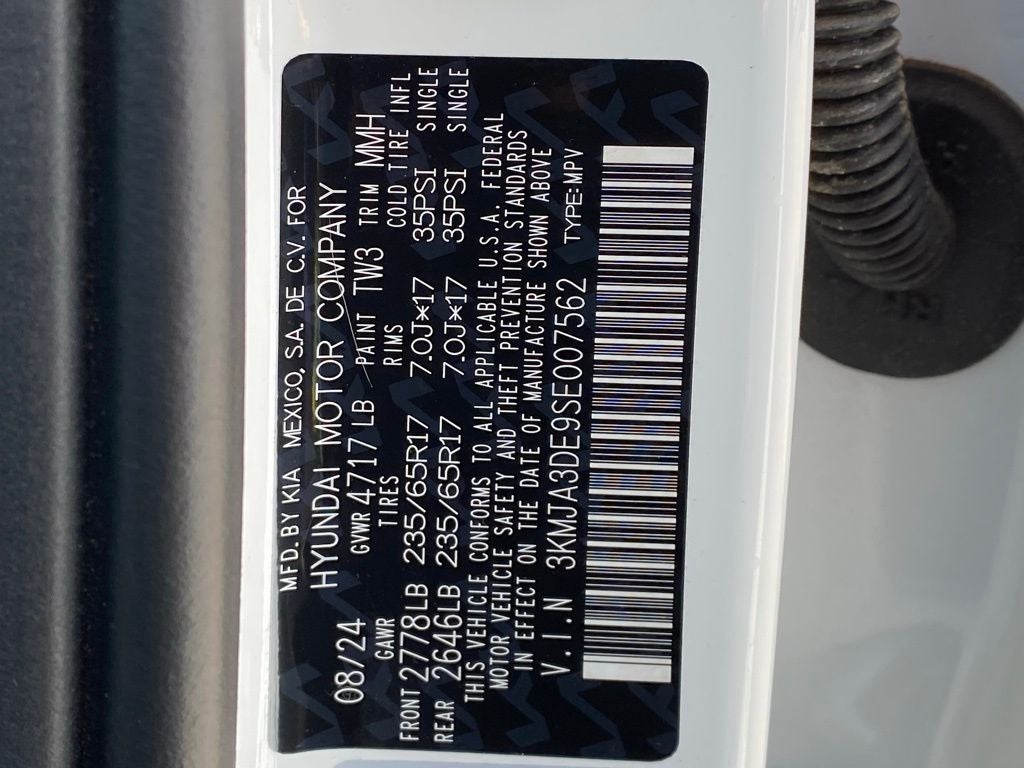 MFD. BY KIA MEXICO, S.A. DE C.V. FOR
HYUNDAI MOTOR COMPANY
08/24 GVWR 4717 LB PAINT TW3 TRIM MMH
GAWR TIRES RIMS COLD TIRE INFL
FRONT 2778LB 235/65R17 7.0J×17 35PSI SINGLE
REAR 2646LB 235/65R17 7.0J×17 35PSI SINGLE
THIS VEHICLE CONFORMS TO ALL APPLICABLE U.S.A. FEDERAL
MOTOR VEHICLE SAFETY AND THEFT PREVENTION STANDARDS
IN EFFECT ON THE DATE OF MANUFACTURE SHOWN ABOVE
V.I.N 3KMJA3DE9SE007562 TYPE:MPV